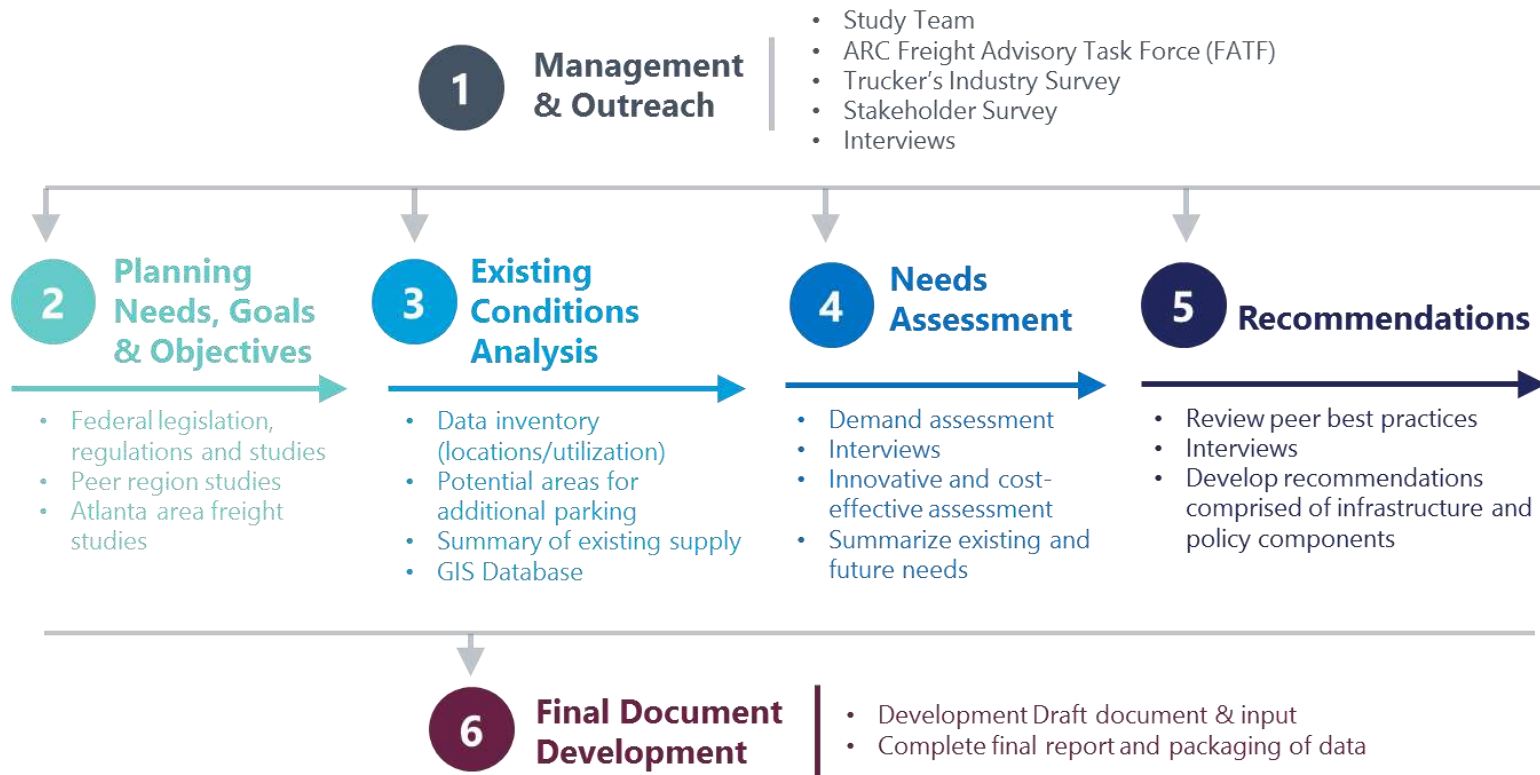 1
Management
& Outreach
• Study Team
• ARC Freight Advisory Task Force (FATF)
• Trucker's Industry Survey
• Stakeholder Survey
• Interviews
2
Planning
Needs, Goals
& Objectives
• Federal legislation,
regulations and studies
• Peer region studies
• Atlanta area freight
studies
3
Existing
Conditions
Analysis
• Data inventory
(locations/utilization)
• Potential areas for
additional parking
• Summary of existing supply
• GIS Database
4
Needs
Assessment
• Demand assessment
• Interviews
• Innovative and cost-
effective assessment
• Summarize existing and
future needs
5
Recommendations
• Review peer best practices
• Interviews
• Develop recommendations
comprised of infrastructure and
policy components
6
Final Document
Development
• Development Draft document & input
• Complete final report and packaging of data